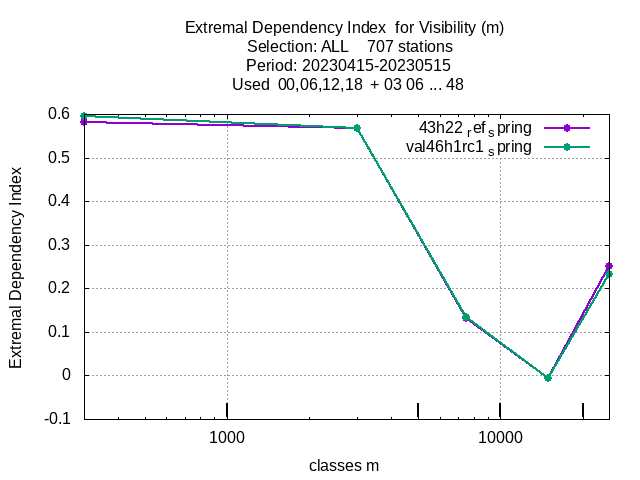 Extremal Dependency Index  for Visibility (m)
Selection: ALL    707 stations
Period: 20230415-20230515
Used  00,06,12,18  + 03 06 ... 48
43h22 ref spring
val46h1rc1 spring
Extremal Dependency Index
0.6
0.5
0.4
0.3
0.2
0.1
0
-0.1
1000 10000
classes m